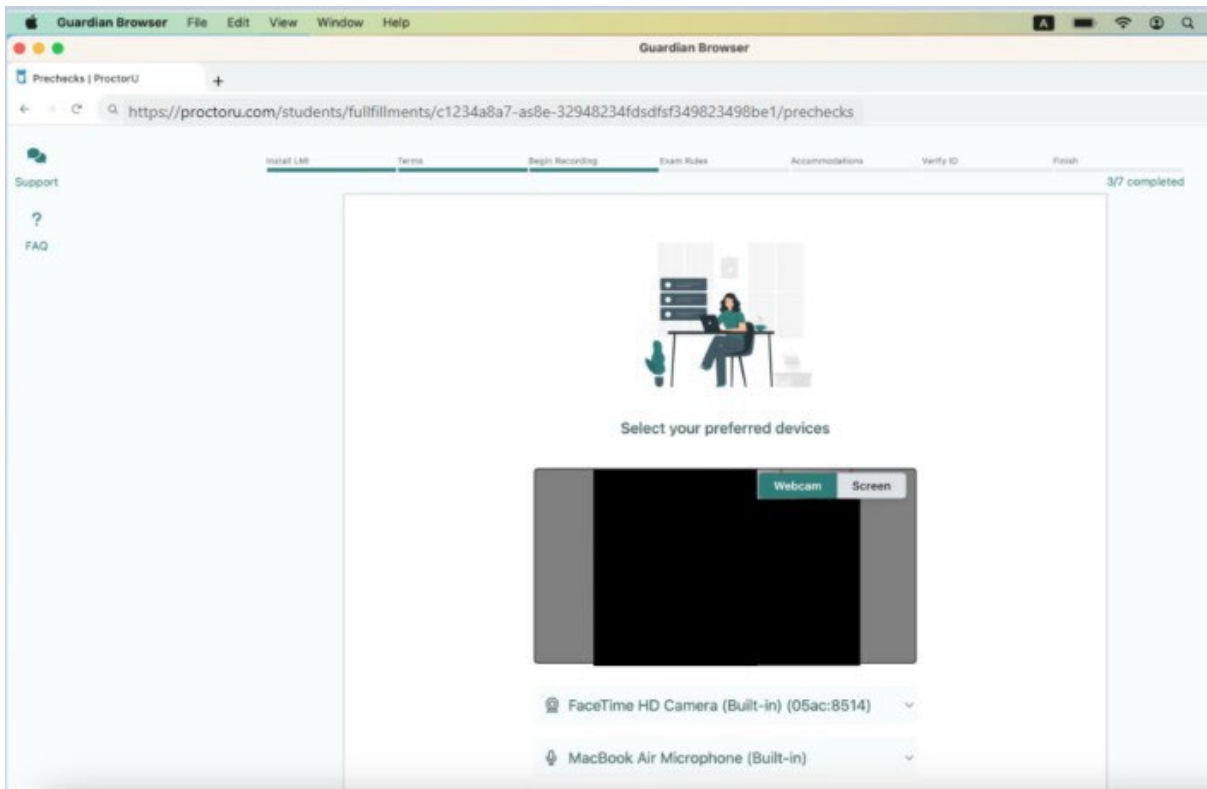 Guardian Browser File Edit View Window Help A
Guardian Browser
Prechecks | ProctorU +
https://proctoru.com/students/fullfillments/c1234a8a7-as8e-32948234fdsdfsf349823498be1/prechecks
Install LMI Terms Begin Recording Exam Rules Accommodations Verify ID Finish
3/7 completed
Support
?
FAQ
Select your preferred devices
Webcam Screen
FaceTime HD Camera (Built-in) (05ac:8514)
MacBook Air Microphone (Built-in)